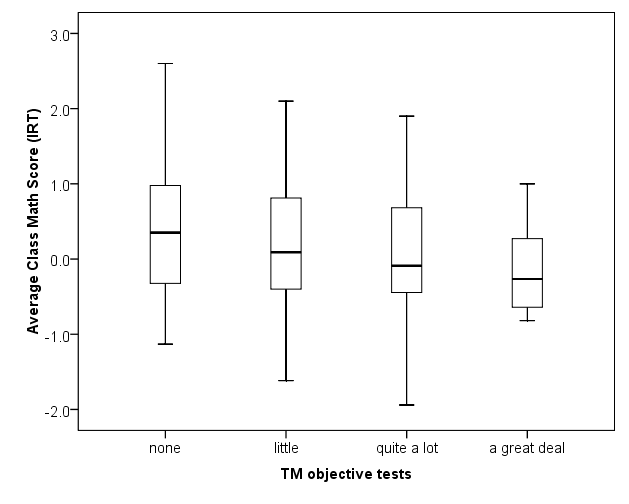 Average Class Math Score (IRT)
3.0
2.0
1.0
0.0
-1.0
-2.0
none little quite a lot a great deal
TM objective tests